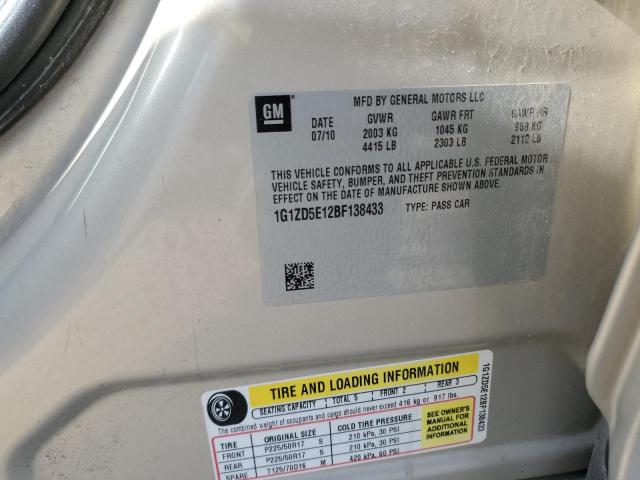 GM
MFD BY GENERAL MOTORS LLC
DATE GVWR GAWR FRT GAWR RR
07/10 2003 KG 1045 KG 958 KG
4415 LB 2303 LB 2112 LB
THIS VEHICLE CONFORMS TO ALL APPLICABLE U.S. FEDERAL MOTOR
VEHICLE SAFETY, BUMPER, AND THEFT PREVENTION STANDARDS IN
EFFECT ON THE DATE OF MANUFACTURE SHOWN ABOVE.
1G1ZD5E12BF138433 TYPE: PASS CAR
TIRE AND LOADING INFORMATION
SEATING CAPACITY TOTAL 5 FRONT 2 REAR 3
The combined weight of occupants and cargo should never exceed 416 kg or 917 lbs.
TIRE ORIGINAL SIZE COLD TIRE PRESSURE
FRONT P225/50R17 S 210 kPa, 30 PSI
REAR P225/50R17 S 210 kPa, 30 PSI
SPARE T125/70D16 M 420 kPa, 60 PSI
SEE OWNER'S
MANUAL FOR
ADDITIONAL
INFORMATION
1G1ZD5E12BF138433